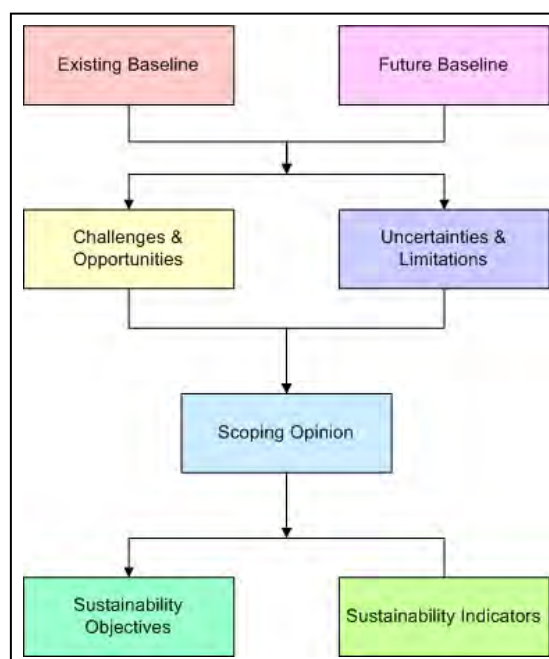 Existing Baseline
Future Baseline
Challenges &
Opportunities
Uncertainties &
Limitations
Scoping Opinion
Sustainability
Objectives
Sustainability Indicators